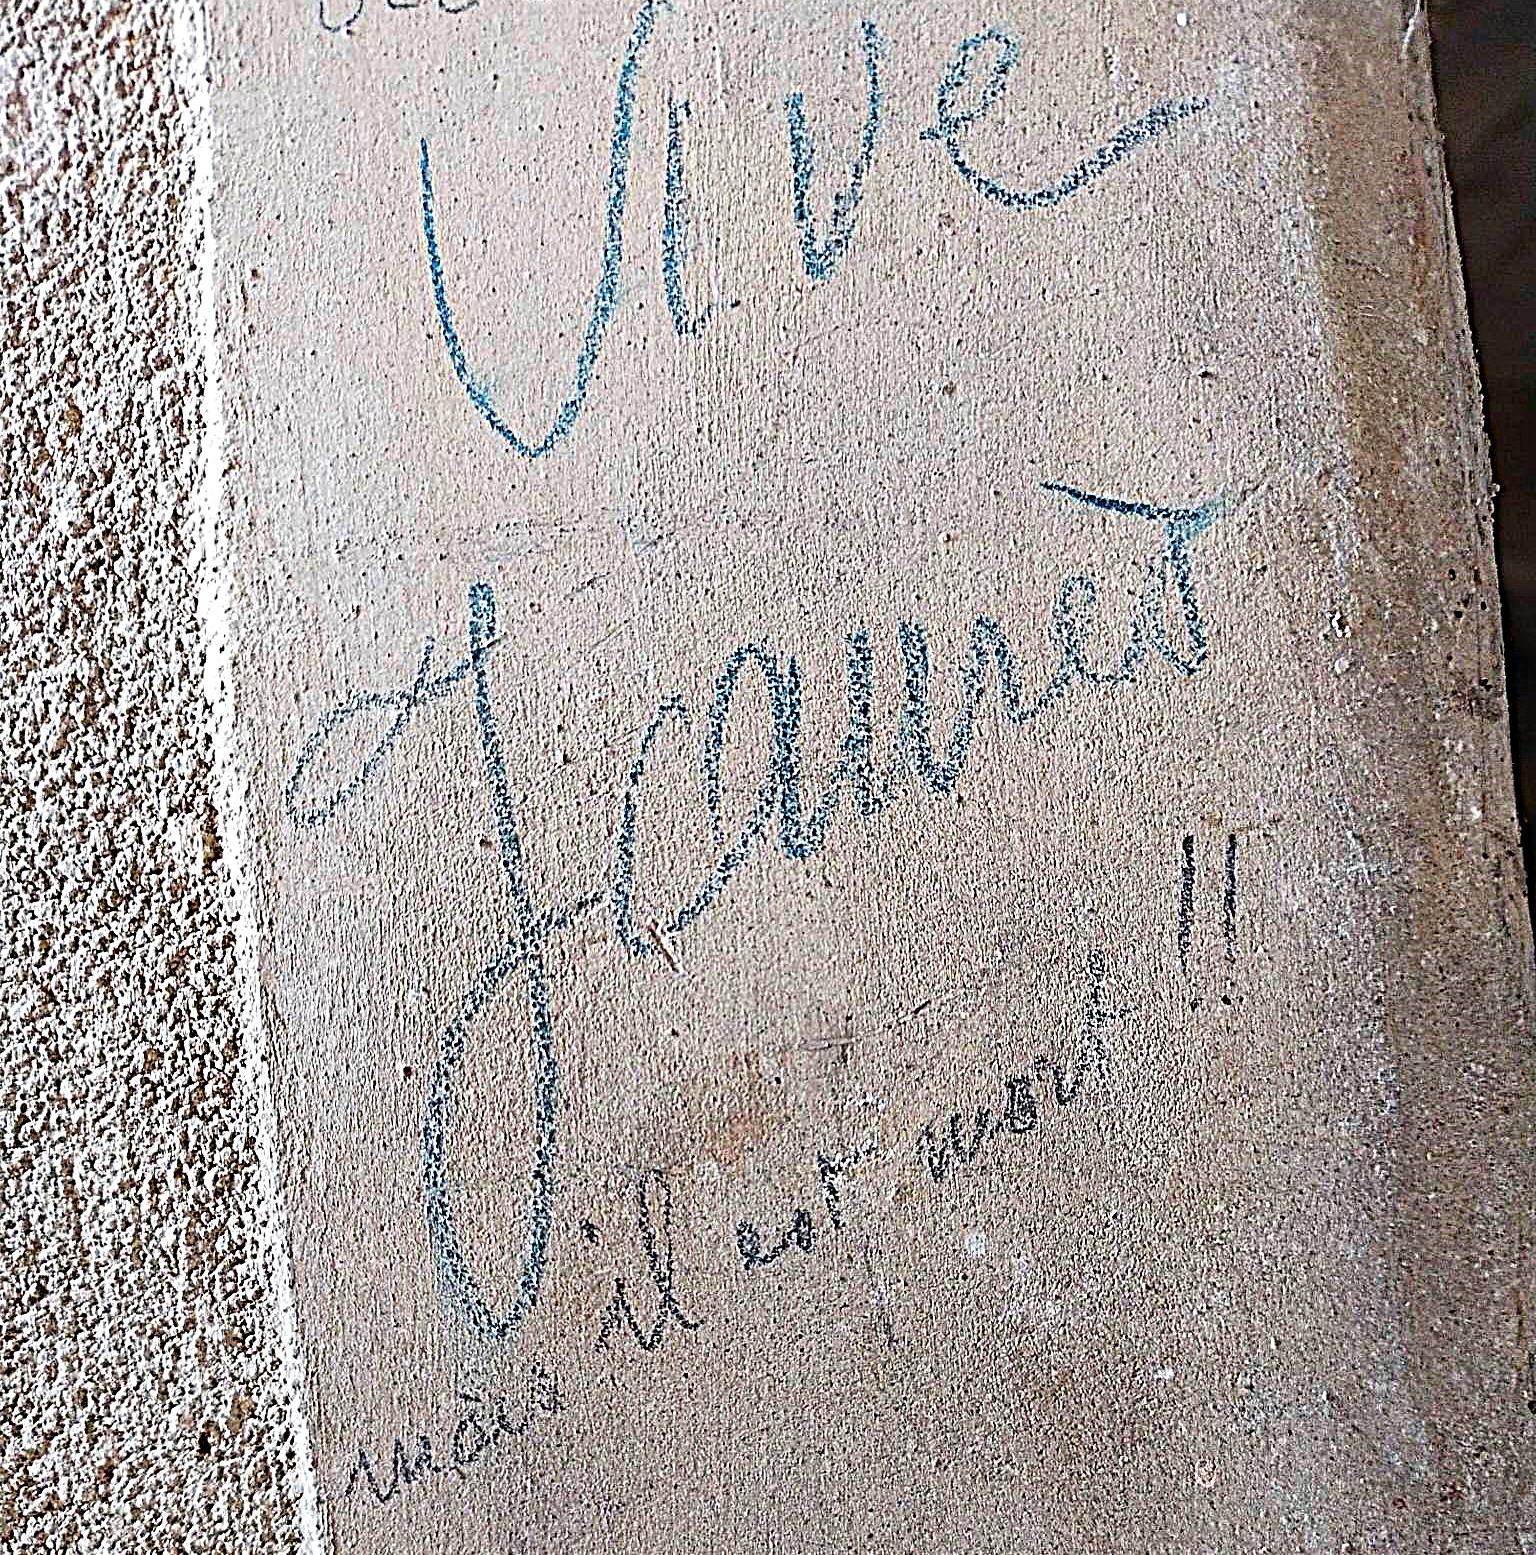 Vive
Jaurès
mais il est mort !!